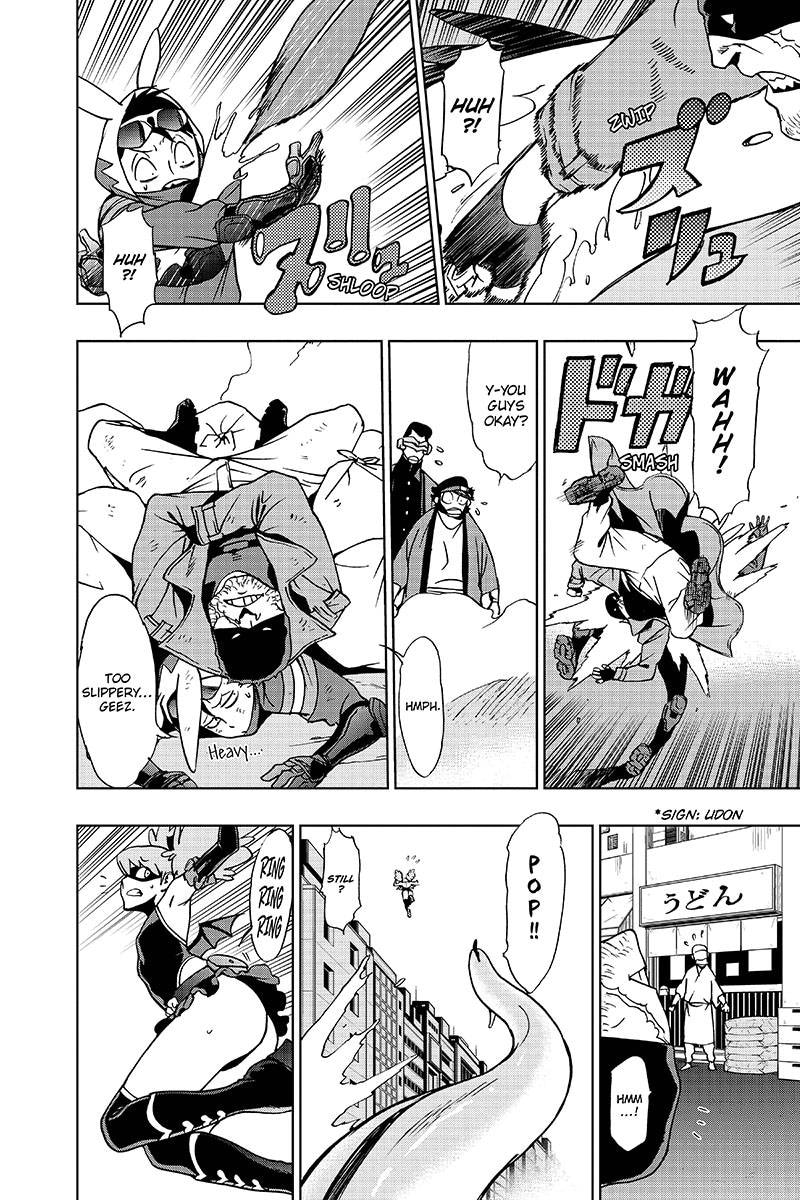 HUH
?!
ZWIP
ズリュ
HUH
?!
ズリュ
SHLOOP
WAHH!
ドガ
SMASH
Y-YOU
GUYS
OKAY?
HMPH.
TOO
SLIPPERY...
GEEZ.
Heavy...
*SIGN: UDON
うどん
HMM
...!
POP!!
STILL
?
RING
RING
RING